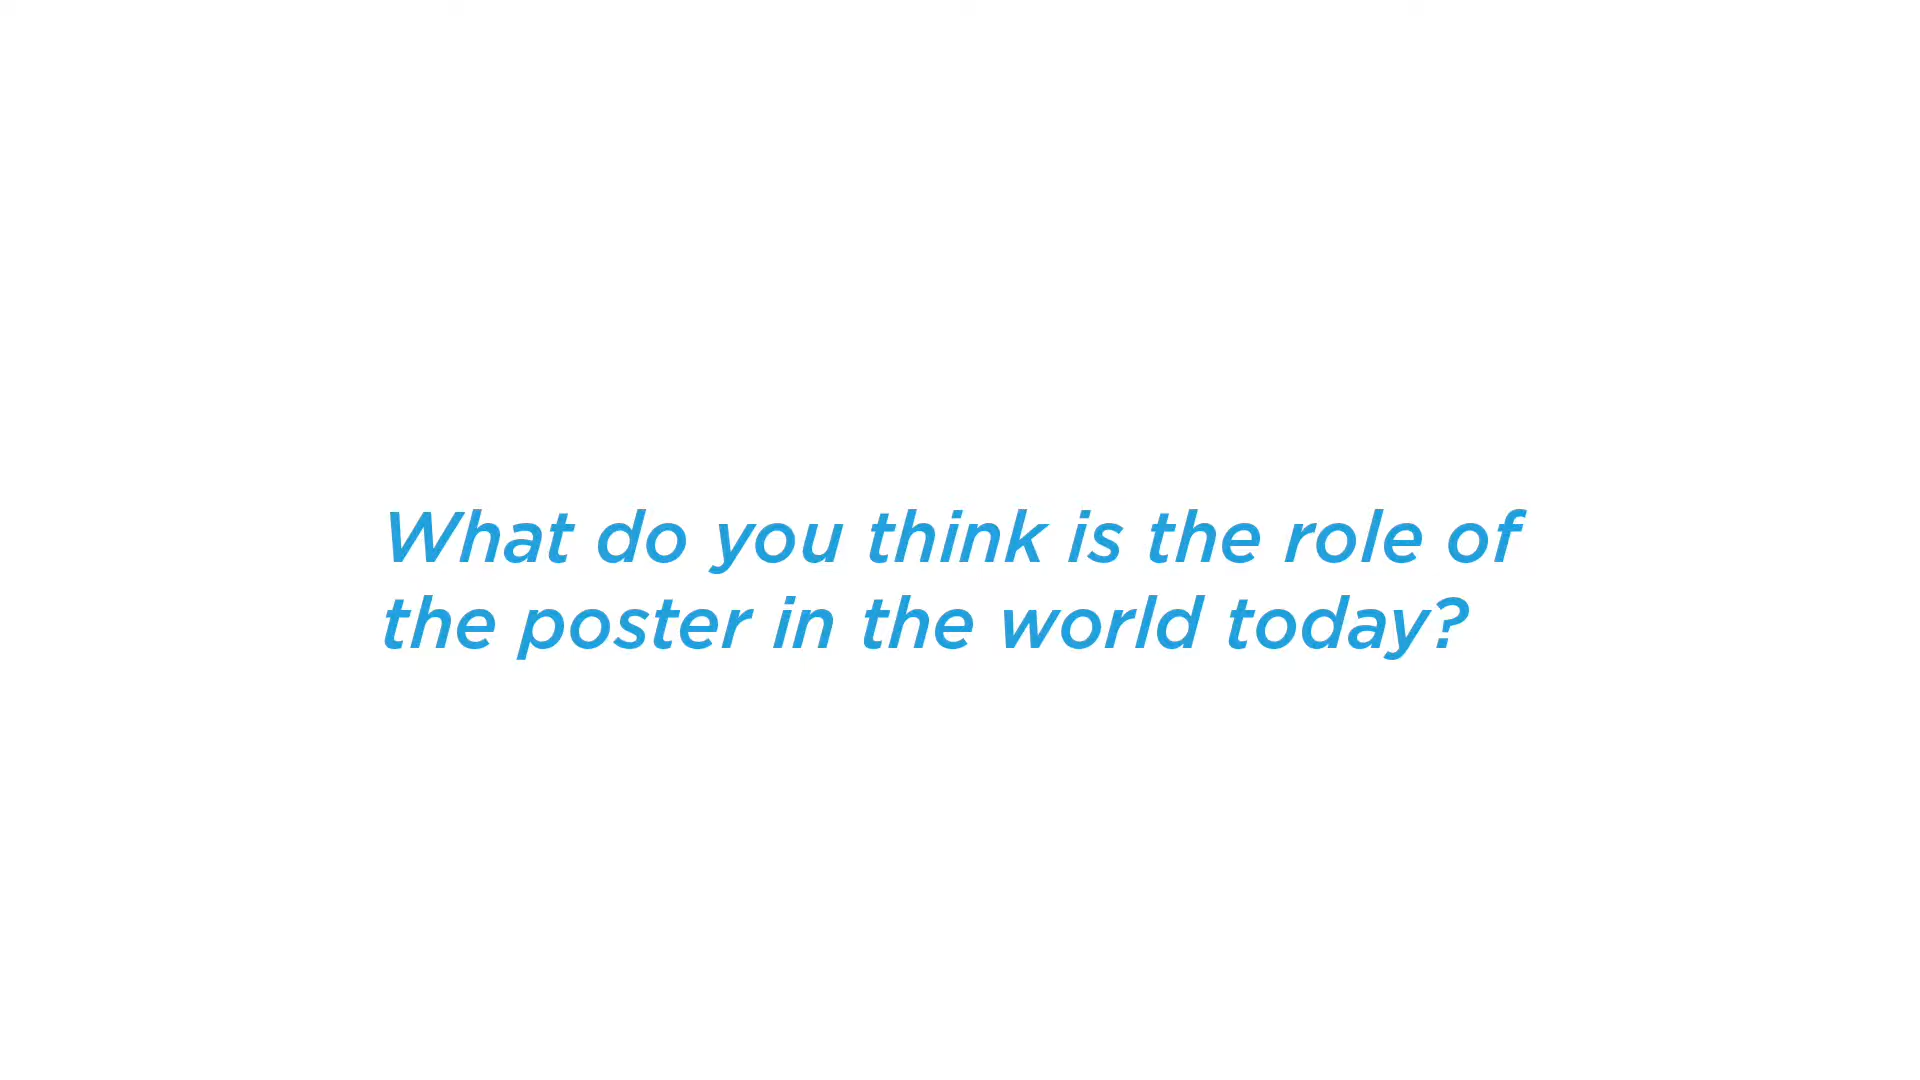 What do you think is the role of
the poster in the world today?